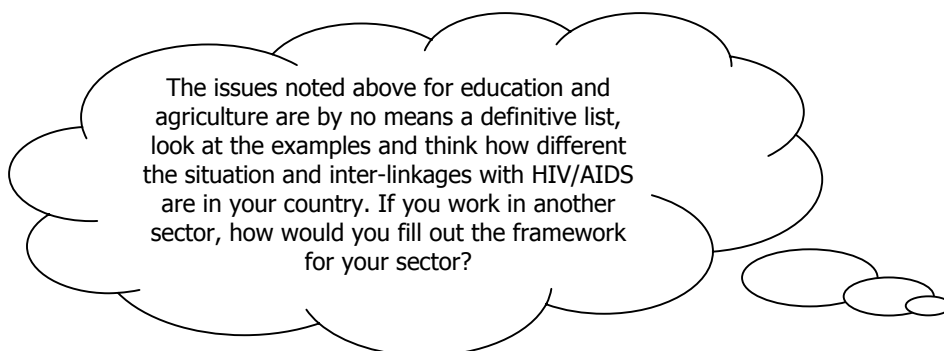 The issues noted above for education and
agriculture are by no means a definitive list,
look at the examples and think how different
the situation and inter-linkages with HIV/AIDS
are in your country. If you work in another
sector, how would you fill out the framework
for your sector?